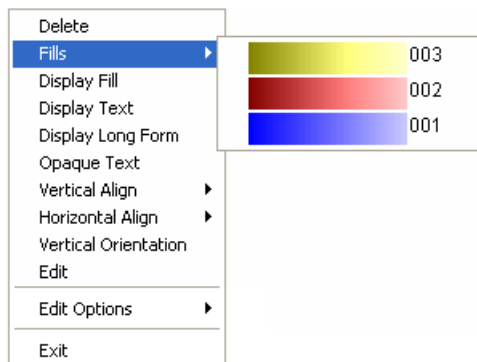 Delete
Fills
Display Fill
Display Text
Display Long Form
Opaque Text
Vertical Align
Horizontal Align
Vertical Orientation
Edit
Edit Options
Exit
003
002
001